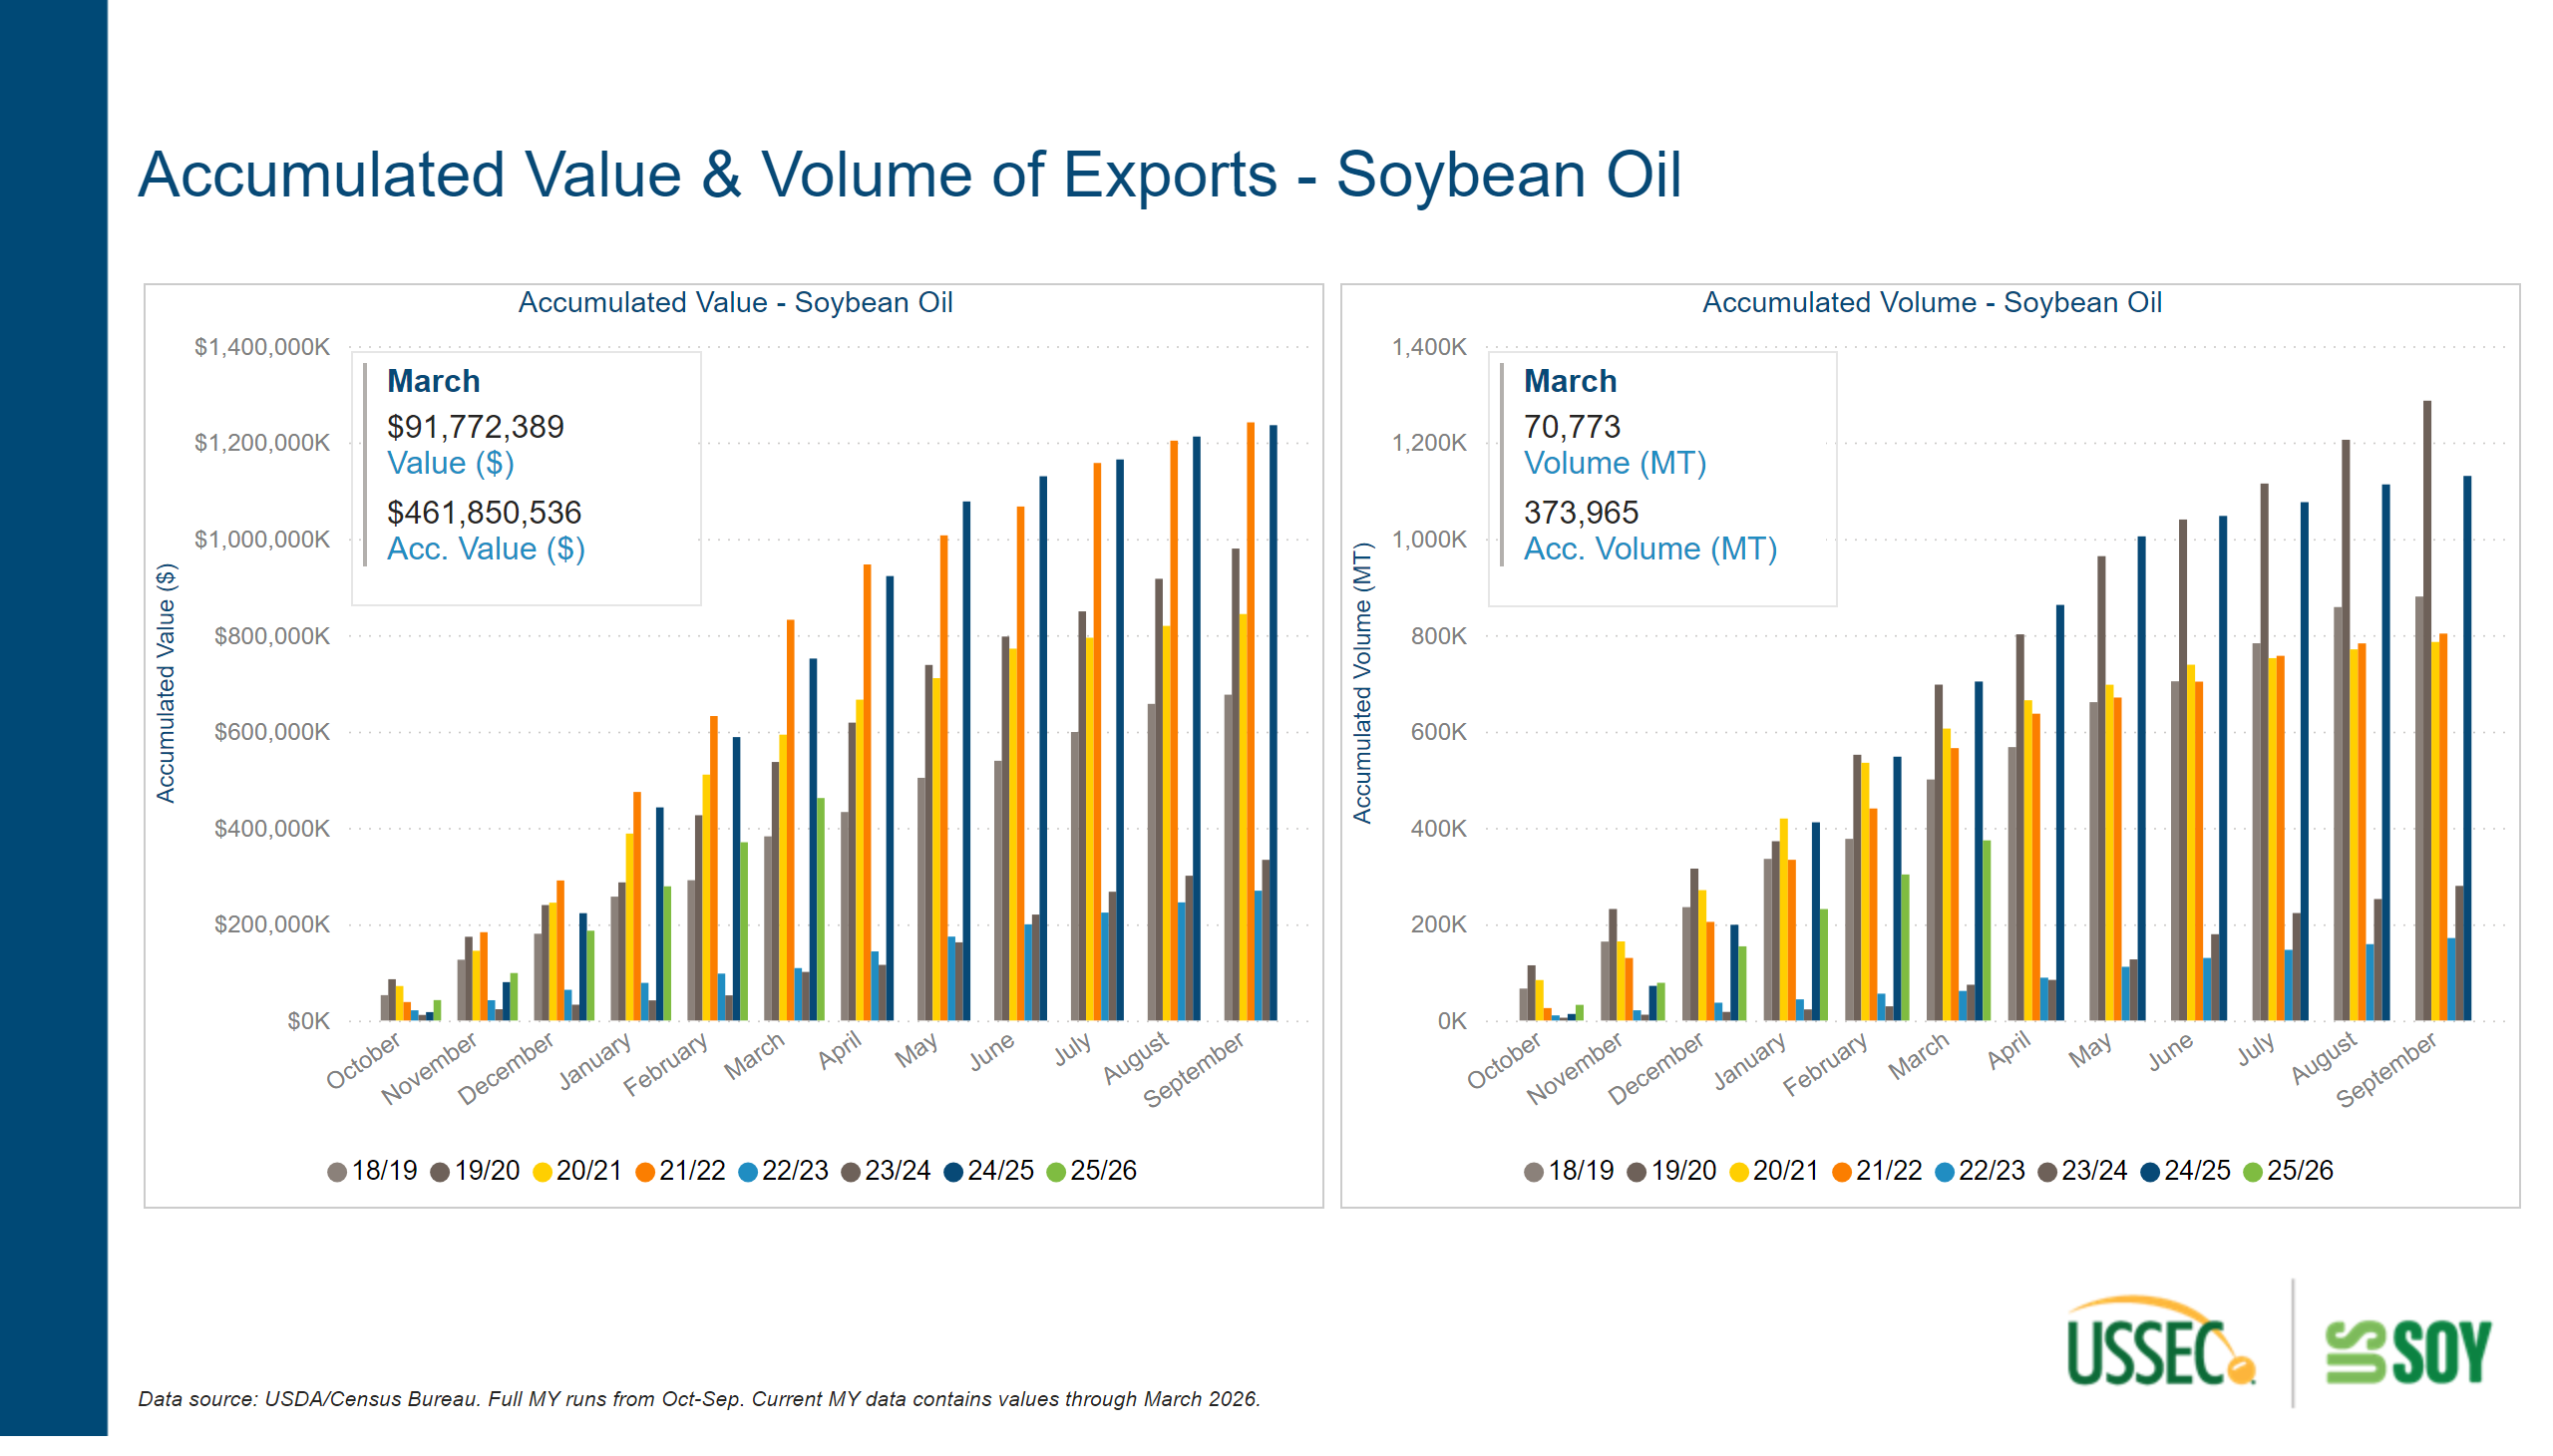 Accumulated Value & Volume of Exports - Soybean Oil
Accumulated Value - Soybean Oil
Accumulated Value ($)
$1,400,000K
$1,200,000K
$1,000,000K
$800,000K
$600,000K
$400,000K
$200,000K
$0K
March
$91,772,389
Value ($)
$461,850,536
Acc. Value ($)
October
November
December
January
February
March
April
May
June
July
August
September
18/19 19/20 20/21 21/22 22/23 23/24 24/25 25/26
Accumulated Volume - Soybean Oil
Accumulated Volume (MT)
1,400K
1,200K
1,000K
800K
600K
400K
200K
0K
March
70,773
Volume (MT)
373,965
Acc. Volume (MT)
October
November
December
January
February
March
April
May
June
July
August
September
18/19 19/20 20/21 21/22 22/23 23/24 24/25 25/26
USSEC
US SOY
Data source: USDA/Census Bureau. Full MY runs from Oct-Sep. Current MY data contains values through March 2026.